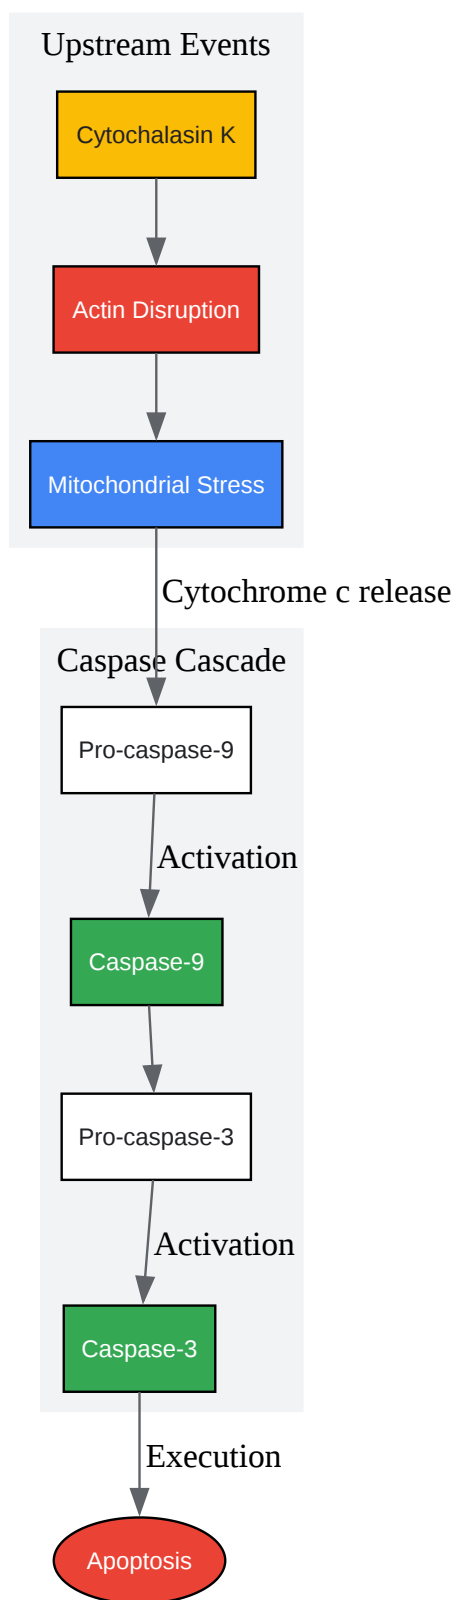 Upstream Events
Cytochalasin K
Actin Disruption
Mitochondrial Stress
Cytochrome c release
Caspase Cascade
Pro-caspase-9
Activation
Caspase-9
Pro-caspase-3
Activation
Caspase-3
Execution
Apoptosis